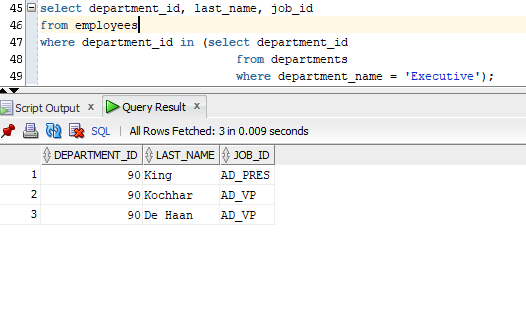 45 select department_id, last_name, job_id
46 from employees
47 where department_id in (select department_id
48 from departments
49 where department_name = 'Executive');
Script Output x Query Result x
SQL | All Rows Fetched: 3 in 0.009 seconds
DEPARTMENT_ID LAST_NAME JOB_ID
1 90 King AD_PRES
2 90 Kochhar AD_VP
3 90 De Haan AD_VP